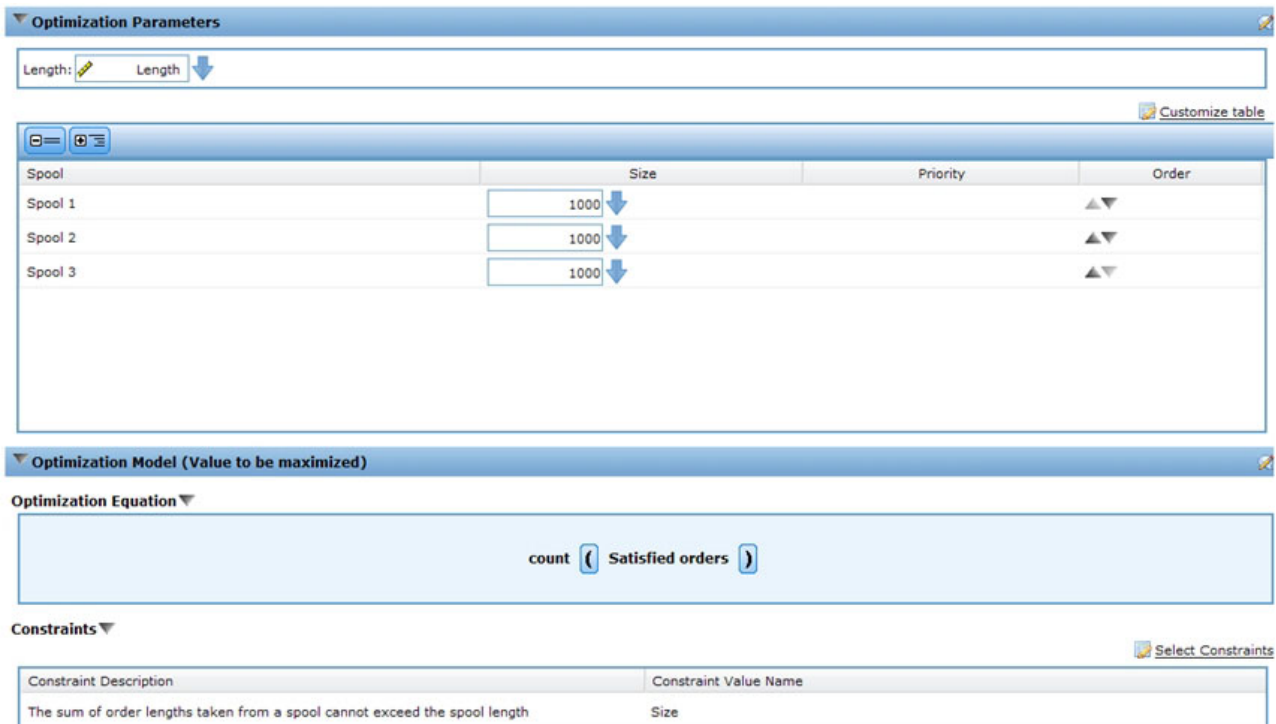 Optimization Parameters
Length: Length
Customize table
Spool Size Priority Order
Spool 1 1000
Spool 2 1000
Spool 3 1000
Optimization Model (Value to be maximized)
Optimization Equation
count ( Satisfied orders )
Constraints
Select Constraints
Constraint Description Constraint Value Name
The sum of order lengths taken from a spool cannot exceed the spool length Size